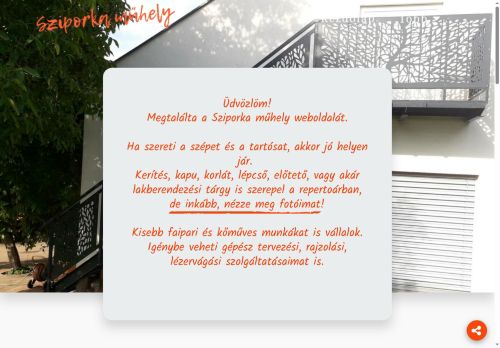 Sziporka műhely
Üdvözlöm!
Megtalálta a Sziporka műhely weboldalát.
Ha szereti a szépet és a tartósat, akkor jó helyen
jár.
Kerítés, kapu, korlát, lépcső, előtető, vagy akár
lakberendezési tárgy is szerepel a repertoárban,
de inkább, nézze meg fotóimat!
Kisebb faipari és kőműves munkákat is vállalok.
Igénybe veheti gépész tervezési, rajzolási,
lézervágási szolgáltatásaimat is.